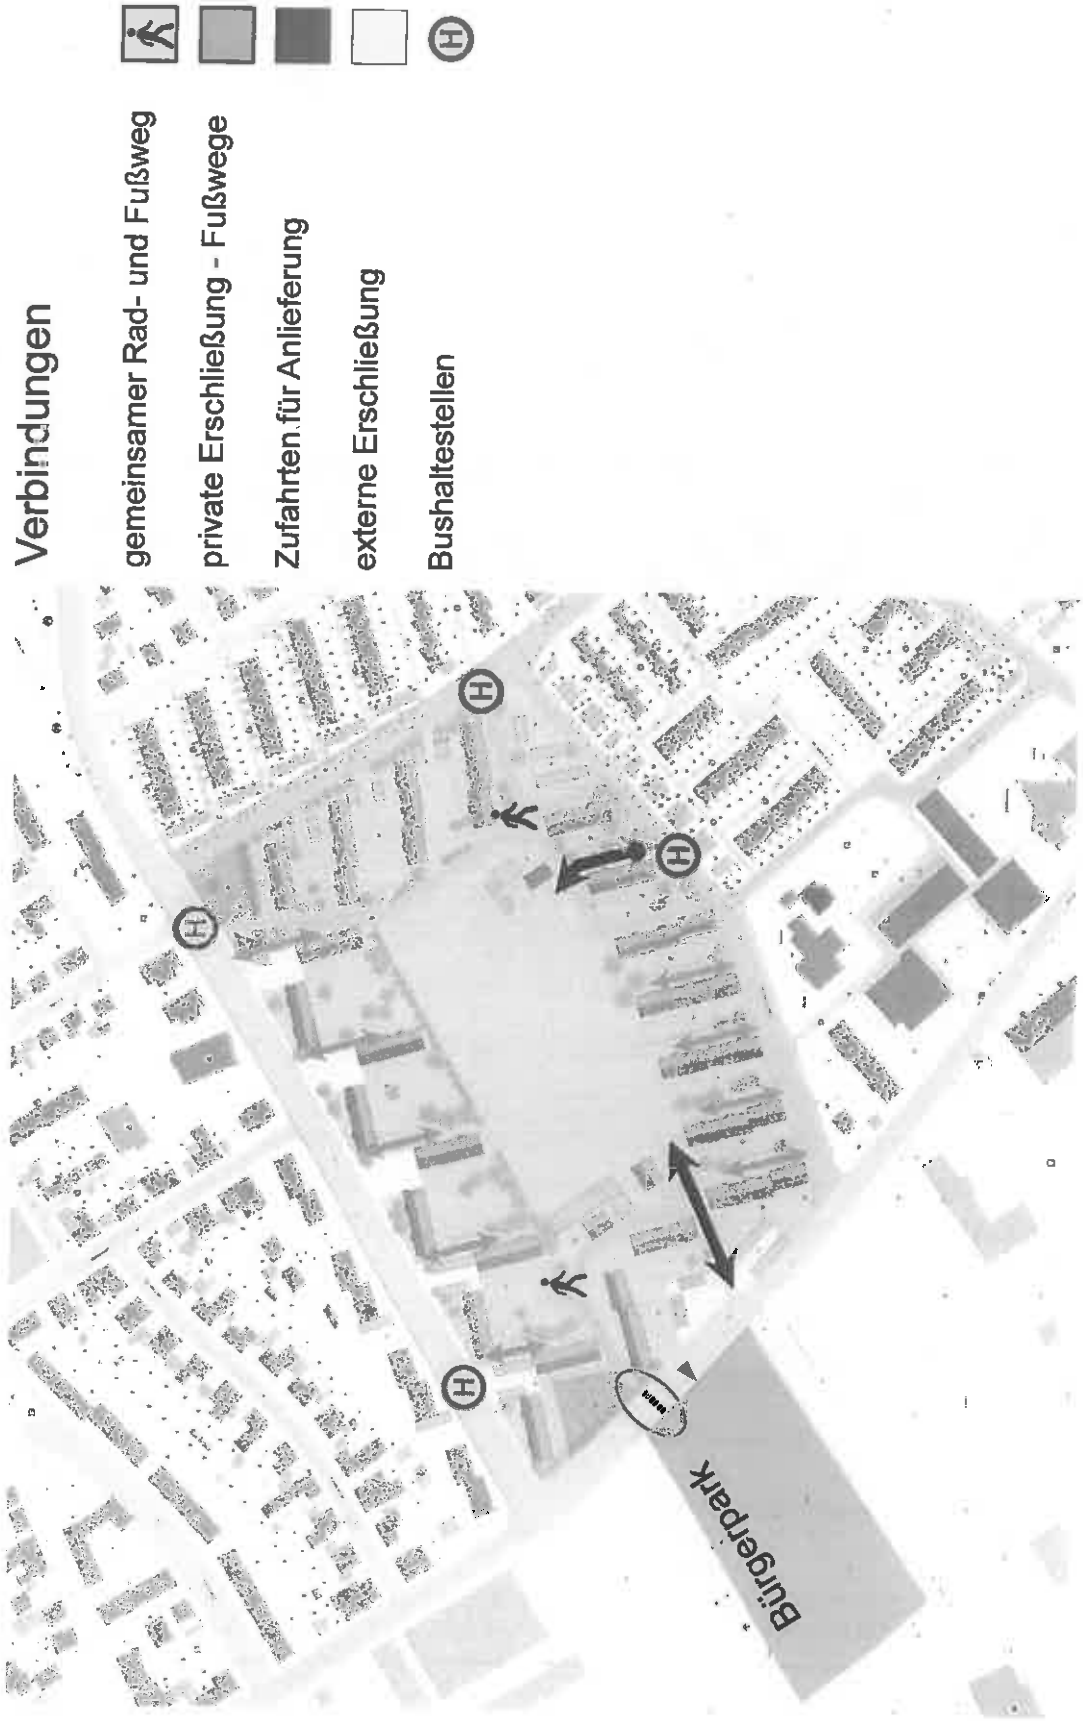 Verbindungen
gemeinsamer Rad- und Fußweg
private Erschließung - Fußwege
Zufahrten für Anlieferung
externe Erschließung
Bushaltestellen
H
H
H
H
H
Bürgerpark